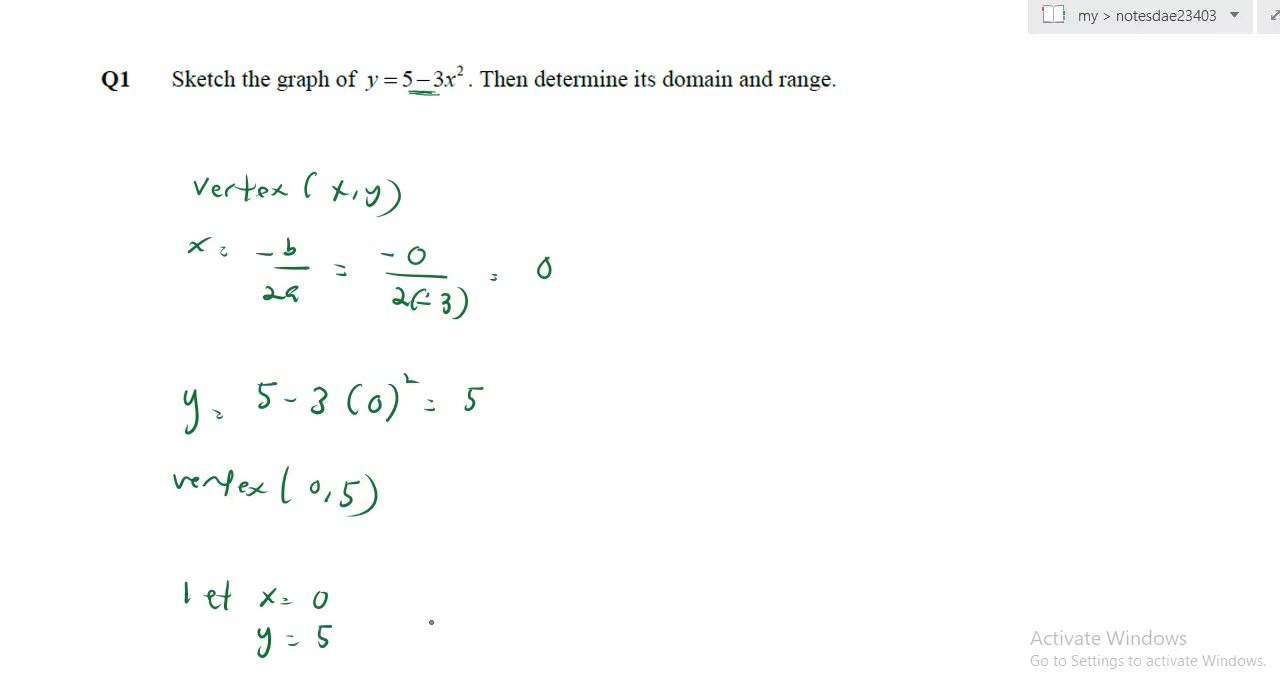 my > notesdae23403
Q1 Sketch the graph of y = 5 − 3x². Then determine its domain and range.
vertex ( x, y )
x = -b/2a = -0/2(-3) = 0
y = 5 - 3 (0)² = 5
vertex ( 0, 5 )
let x = 0
y = 5
Activate Windows
Go to Settings to activate Windows.